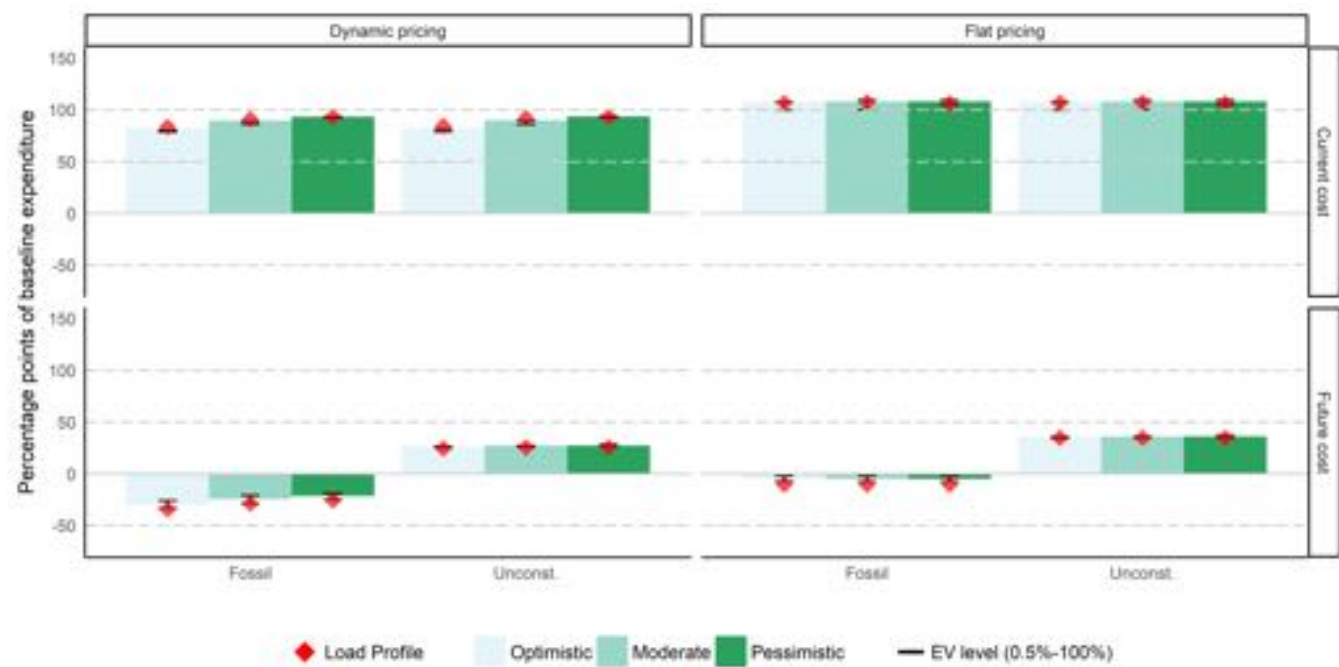 Dynamic pricing
Flat pricing
Percentage points of baseline expenditure
150
100
50
0
-50
Current cost
150
100
50
0
-50
Future cost
Fossil
Unconst.
Fossil
Unconst.
Load Profile
Optimistic
Moderate
Pessimistic
EV level (0.5%-100%)